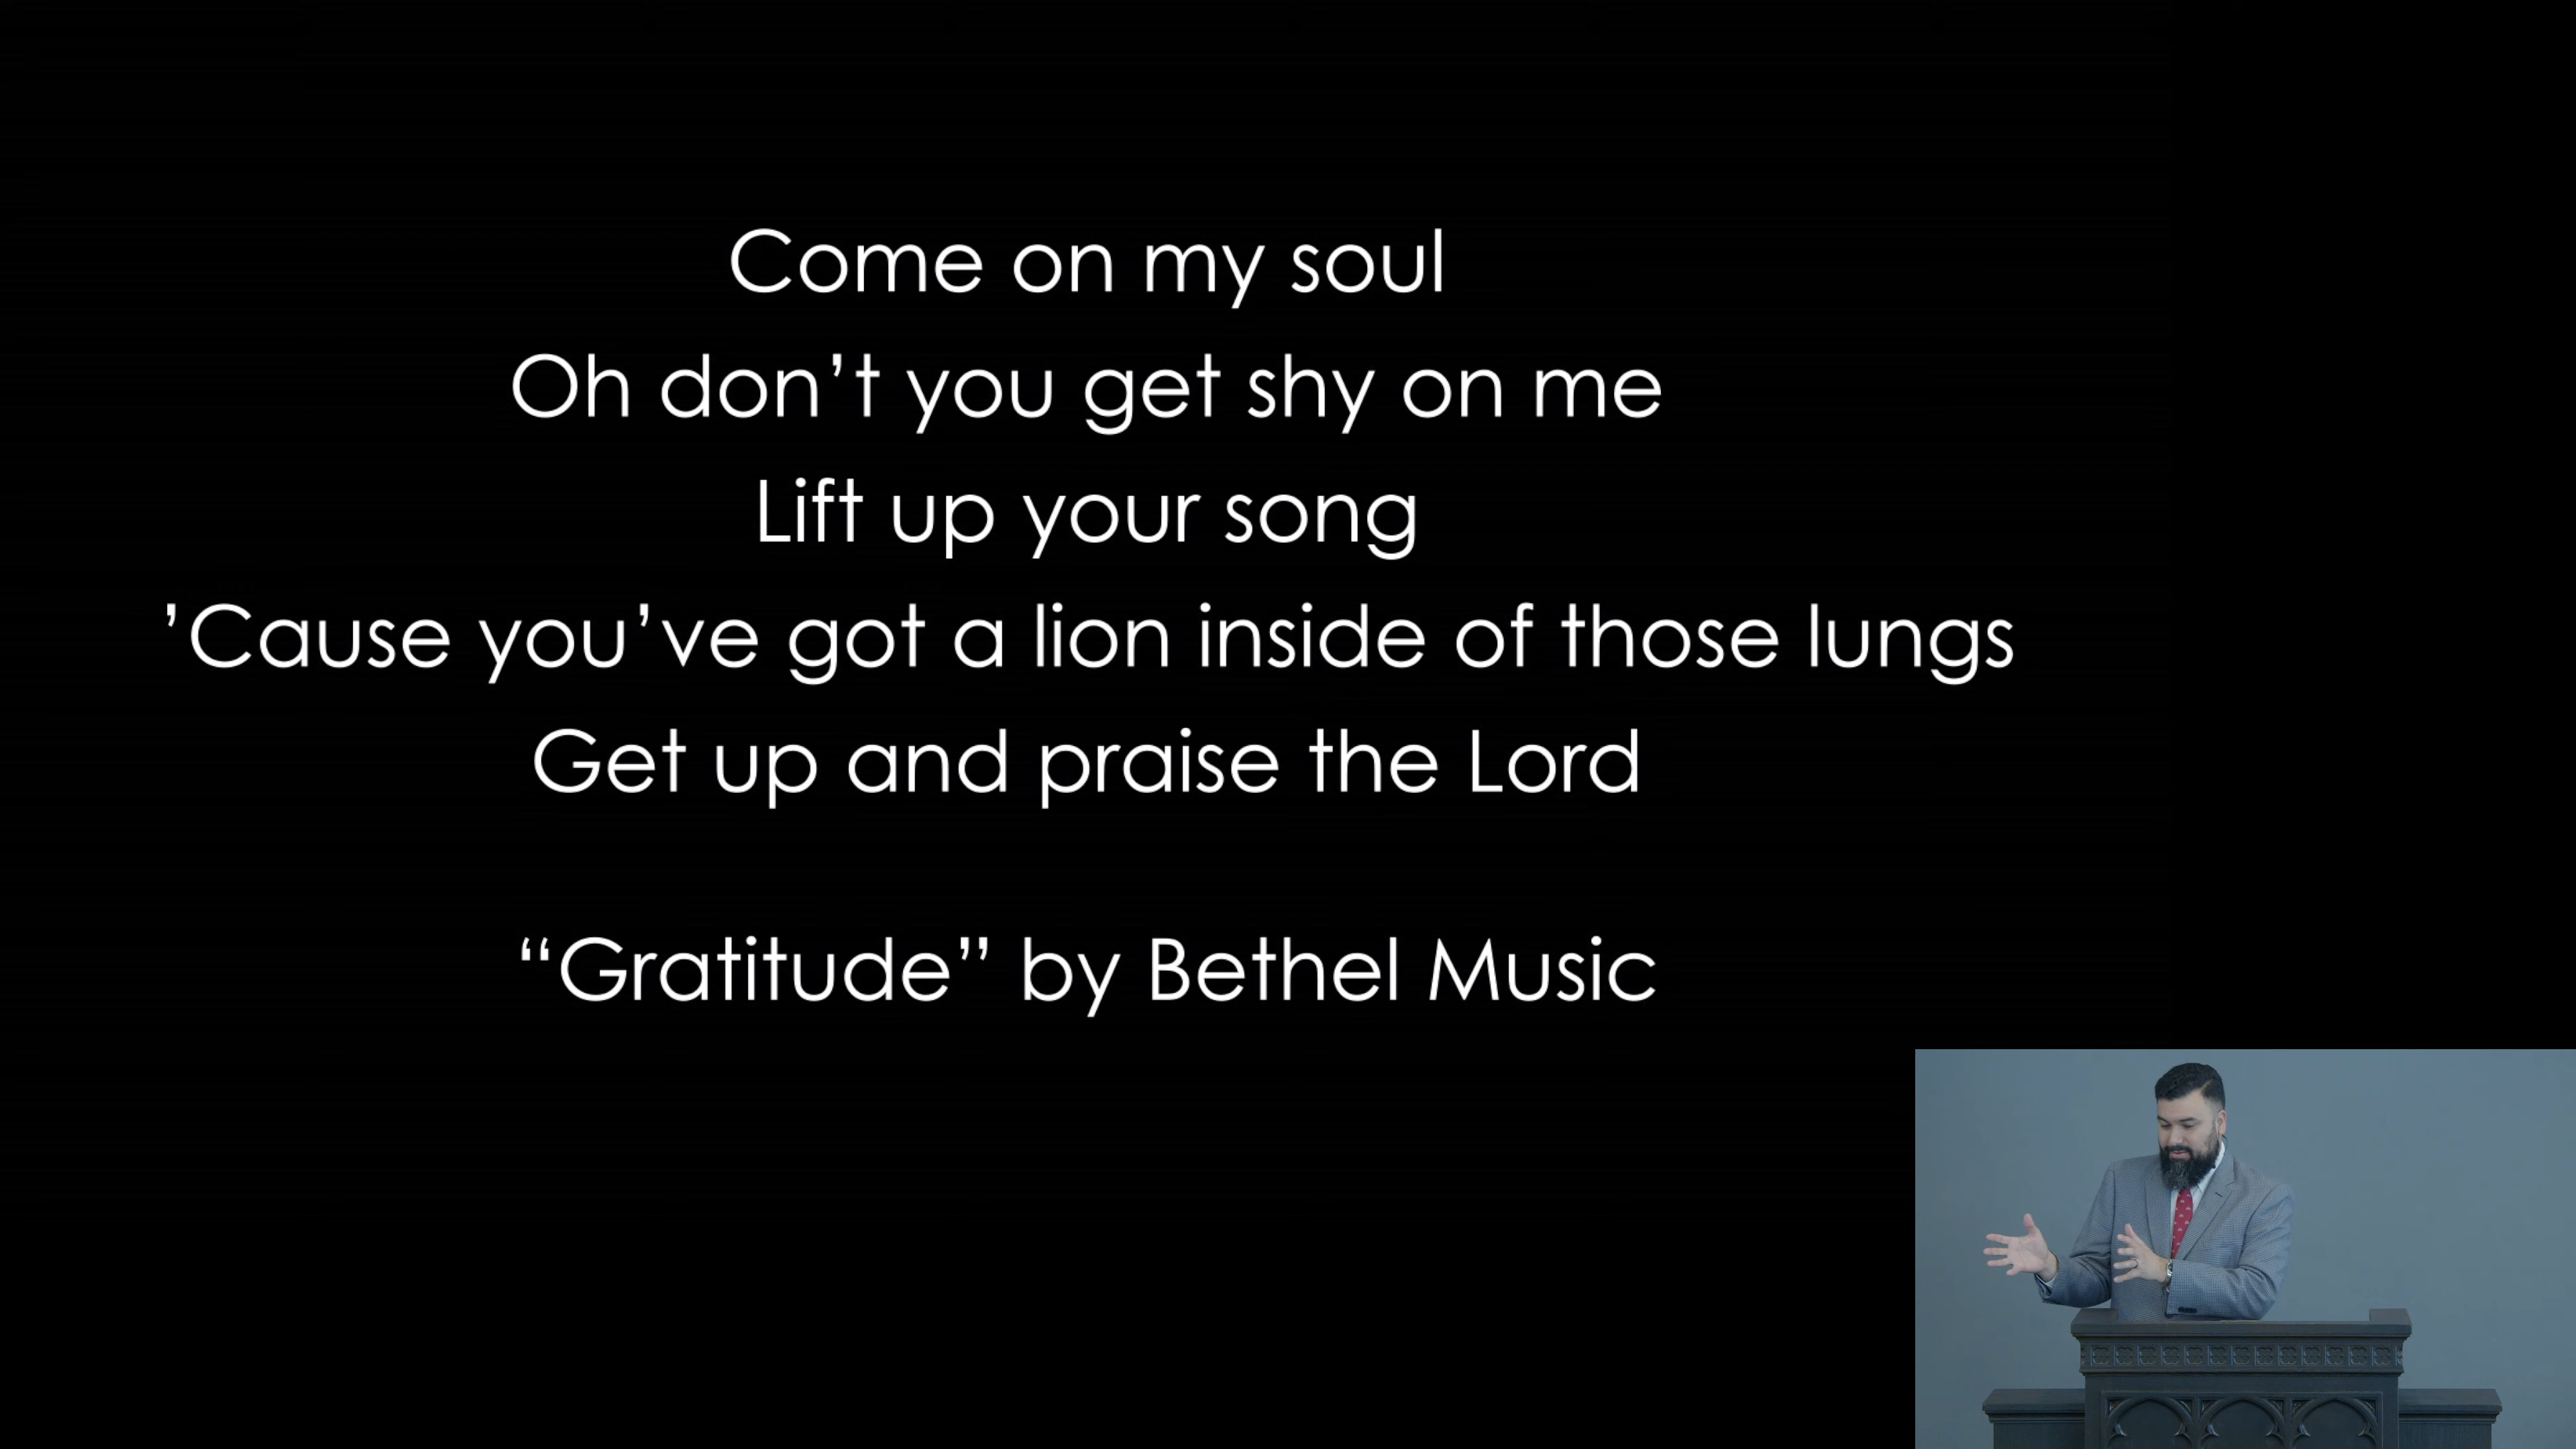 Come on my soul
Oh don’t you get shy on me
Lift up your song
’Cause you’ve got a lion inside of those lungs
Get up and praise the Lord
“Gratitude” by Bethel Music